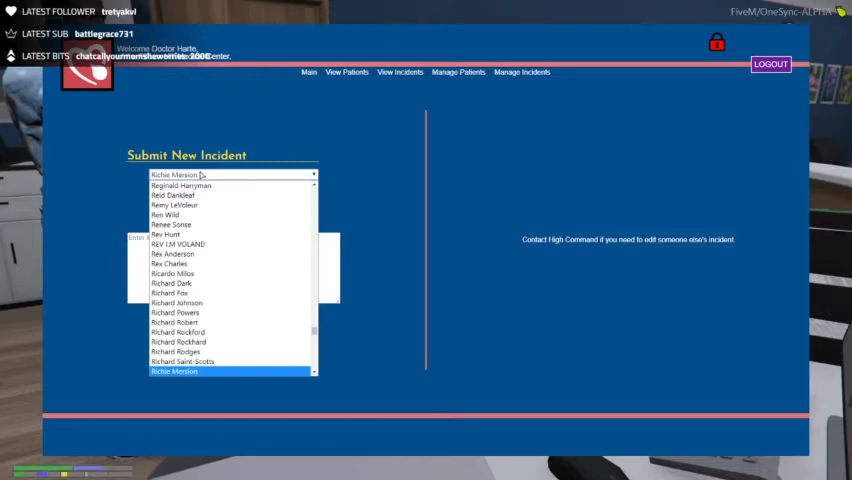 LATEST FOLLOWER tretyakvl
FiveM/OneSync-ALPHA
LATEST SUB battlegrace731
LATEST BITS
Welcome Doctor Harte,
LOGOUT
Main View Patients View Incidents Manage Patients Manage Incidents
Submit New Incident
Richie Mersion
Reginald Harryman
Reid Dankleaf
Remy LeVoleur
Ren Wild
Renee Sonse
Rev Hunt
REV I.M VOLAND
Rex Anderson
Rex Charles
Ricardo Milos
Richard Dark
Richard Fox
Richard Johnson
Richard Powers
Richard Robert
Richard Rockford
Richard Rockhard
Richard Rodges
Richard Saint-Scotts
Richie Mersion
Enter
Contact High Command if you need to edit someone else's incident.